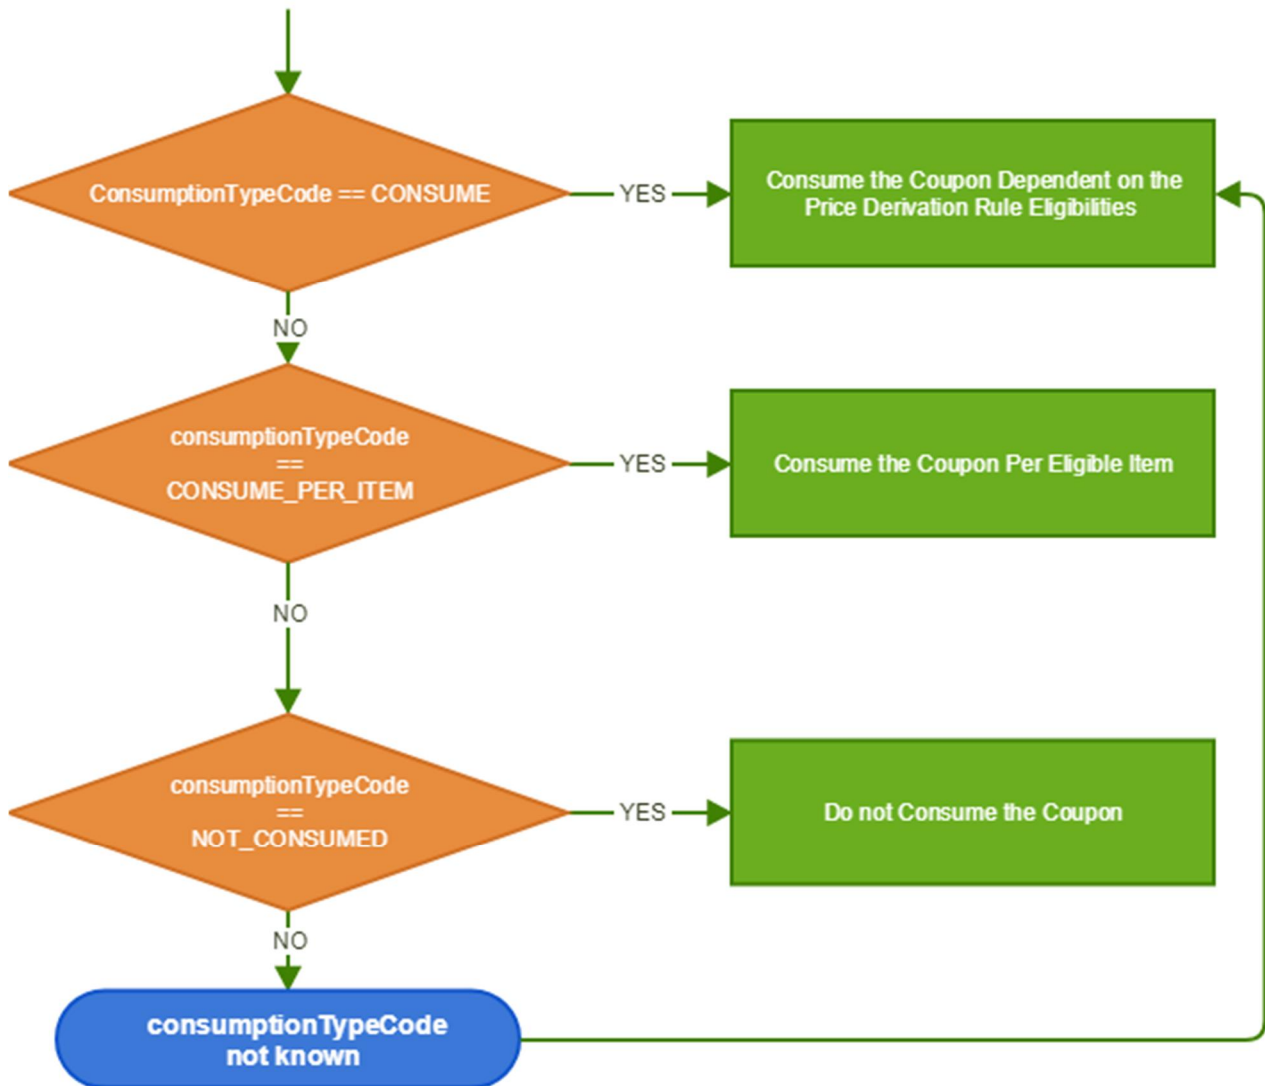 ConsumptionTypeCode == CONSUME
YES
Consume the Coupon Dependent on the
Price Derivation Rule Eligibilities
NO
consumptionTypeCode
==
CONSUME_PER_ITEM
YES
Consume the Coupon Per Eligible Item
NO
consumptionTypeCode
==
NOT_CONSUMED
YES
Do not Consume the Coupon
NO
consumptionTypeCode
not known